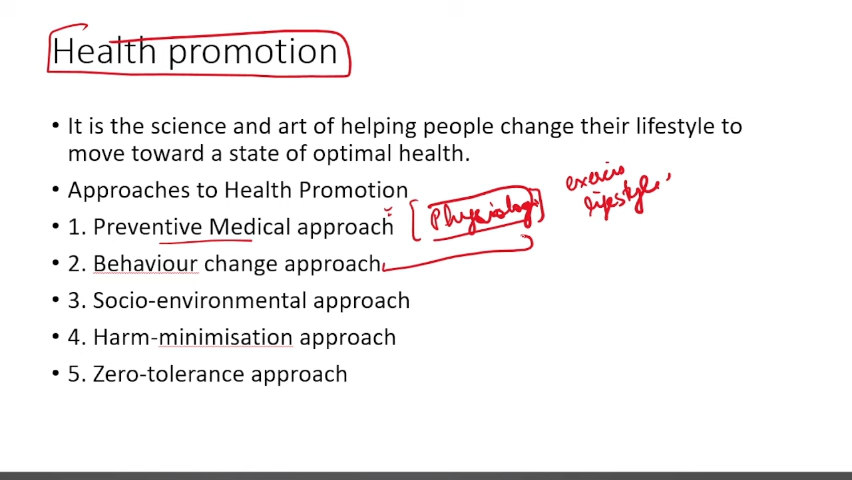 Health promotion
• It is the science and art of helping people change their lifestyle to
move toward a state of optimal health.
• Approaches to Health Promotion
• 1. Preventive Medical approach
[Physiology]
lifestyle
• 2. Behaviour change approach
• 3. Socio-environmental approach
• 4. Harm-minimisation approach
• 5. Zero-tolerance approach